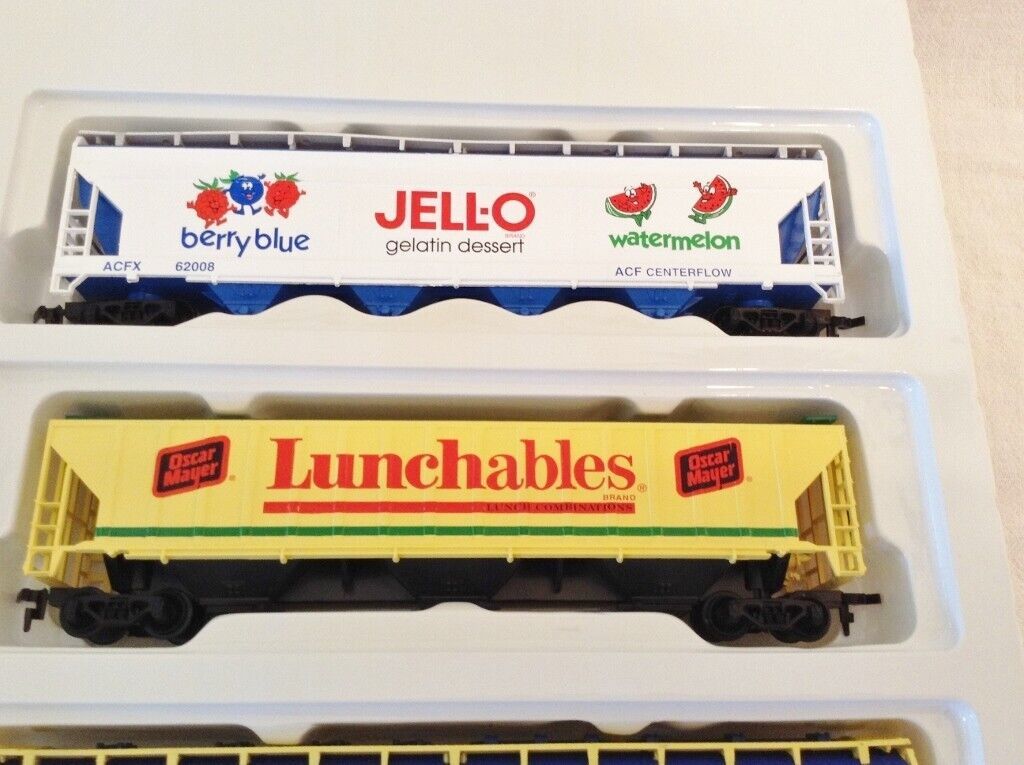 berry blue
JELL-O®
BRAND
gelatin dessert
watermelon
ACFX 62008
ACF CENTERFLOW
Oscar
Mayer®
Lunchables®
BRAND
LUNCH COMBINATIONS
Oscar
Mayer®